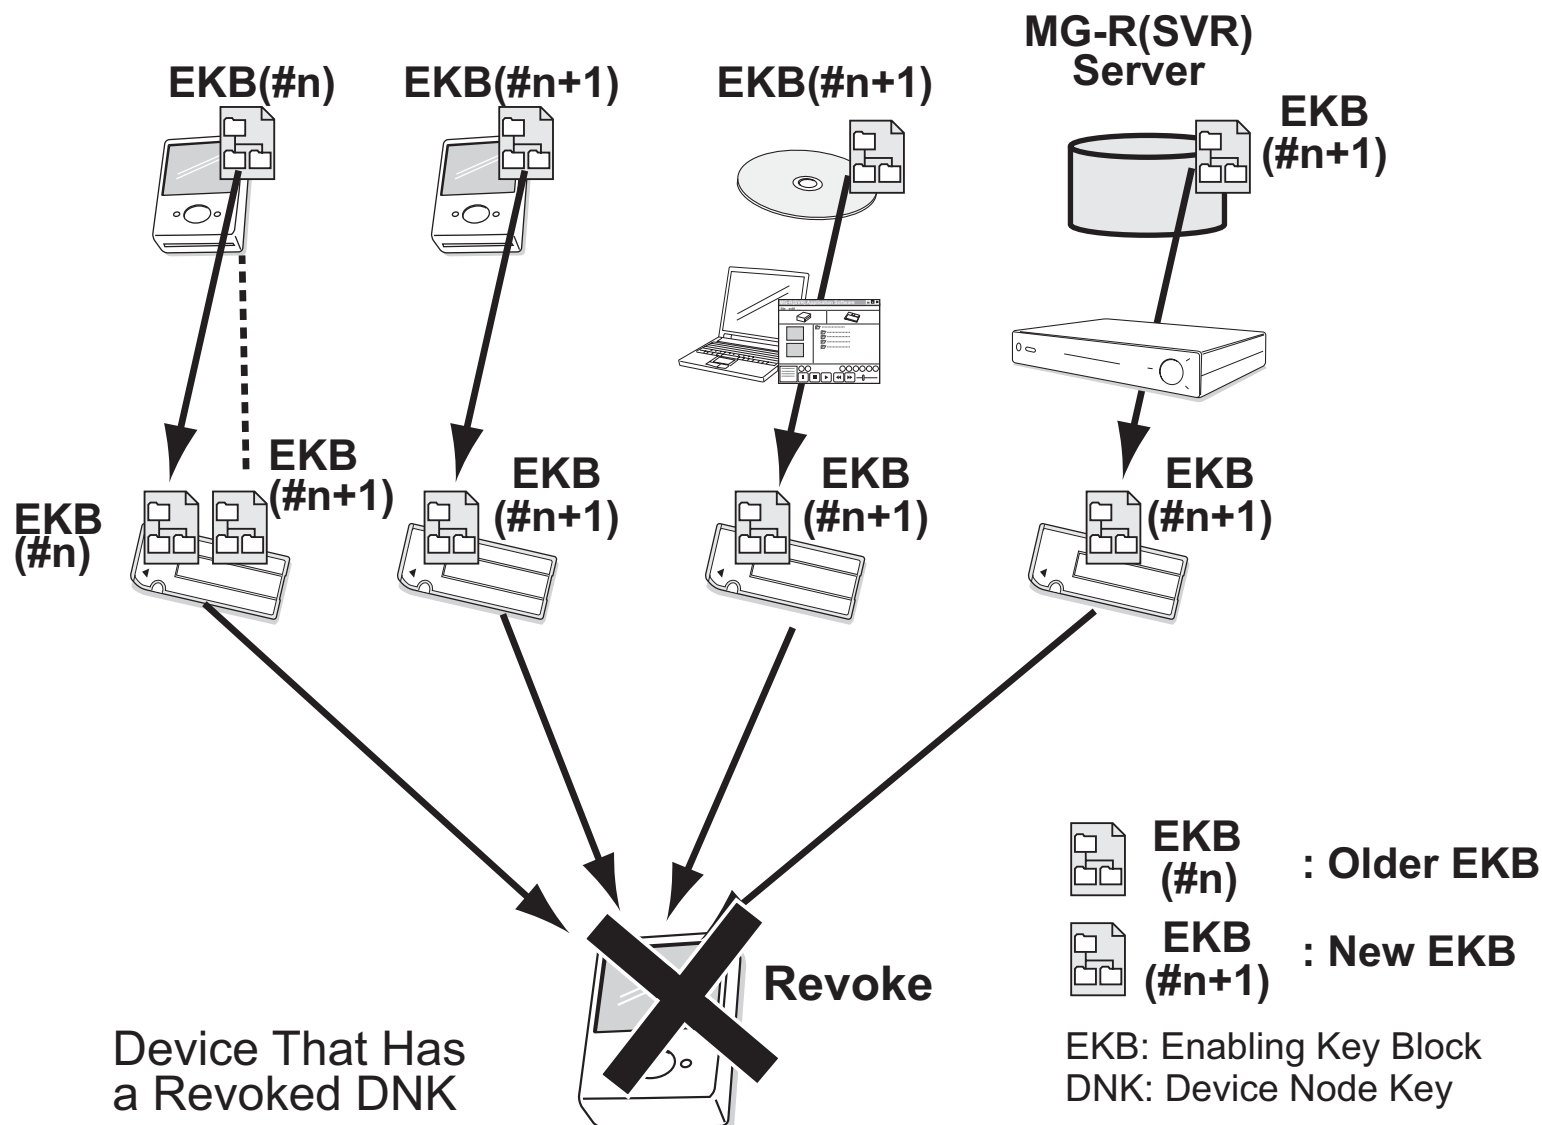 MG-R(SVR)
Server
EKB(#n)
EKB(#n+1)
EKB(#n+1)
EKB
(#n+1)
EKB
(#n)
EKB
(#n+1)
EKB
(#n+1)
EKB
(#n+1)
EKB
(#n+1)
Revoke
Device That Has
a Revoked DNK
EKB
(#n)
: Older EKB
EKB
(#n+1)
: New EKB
EKB: Enabling Key Block
DNK: Device Node Key